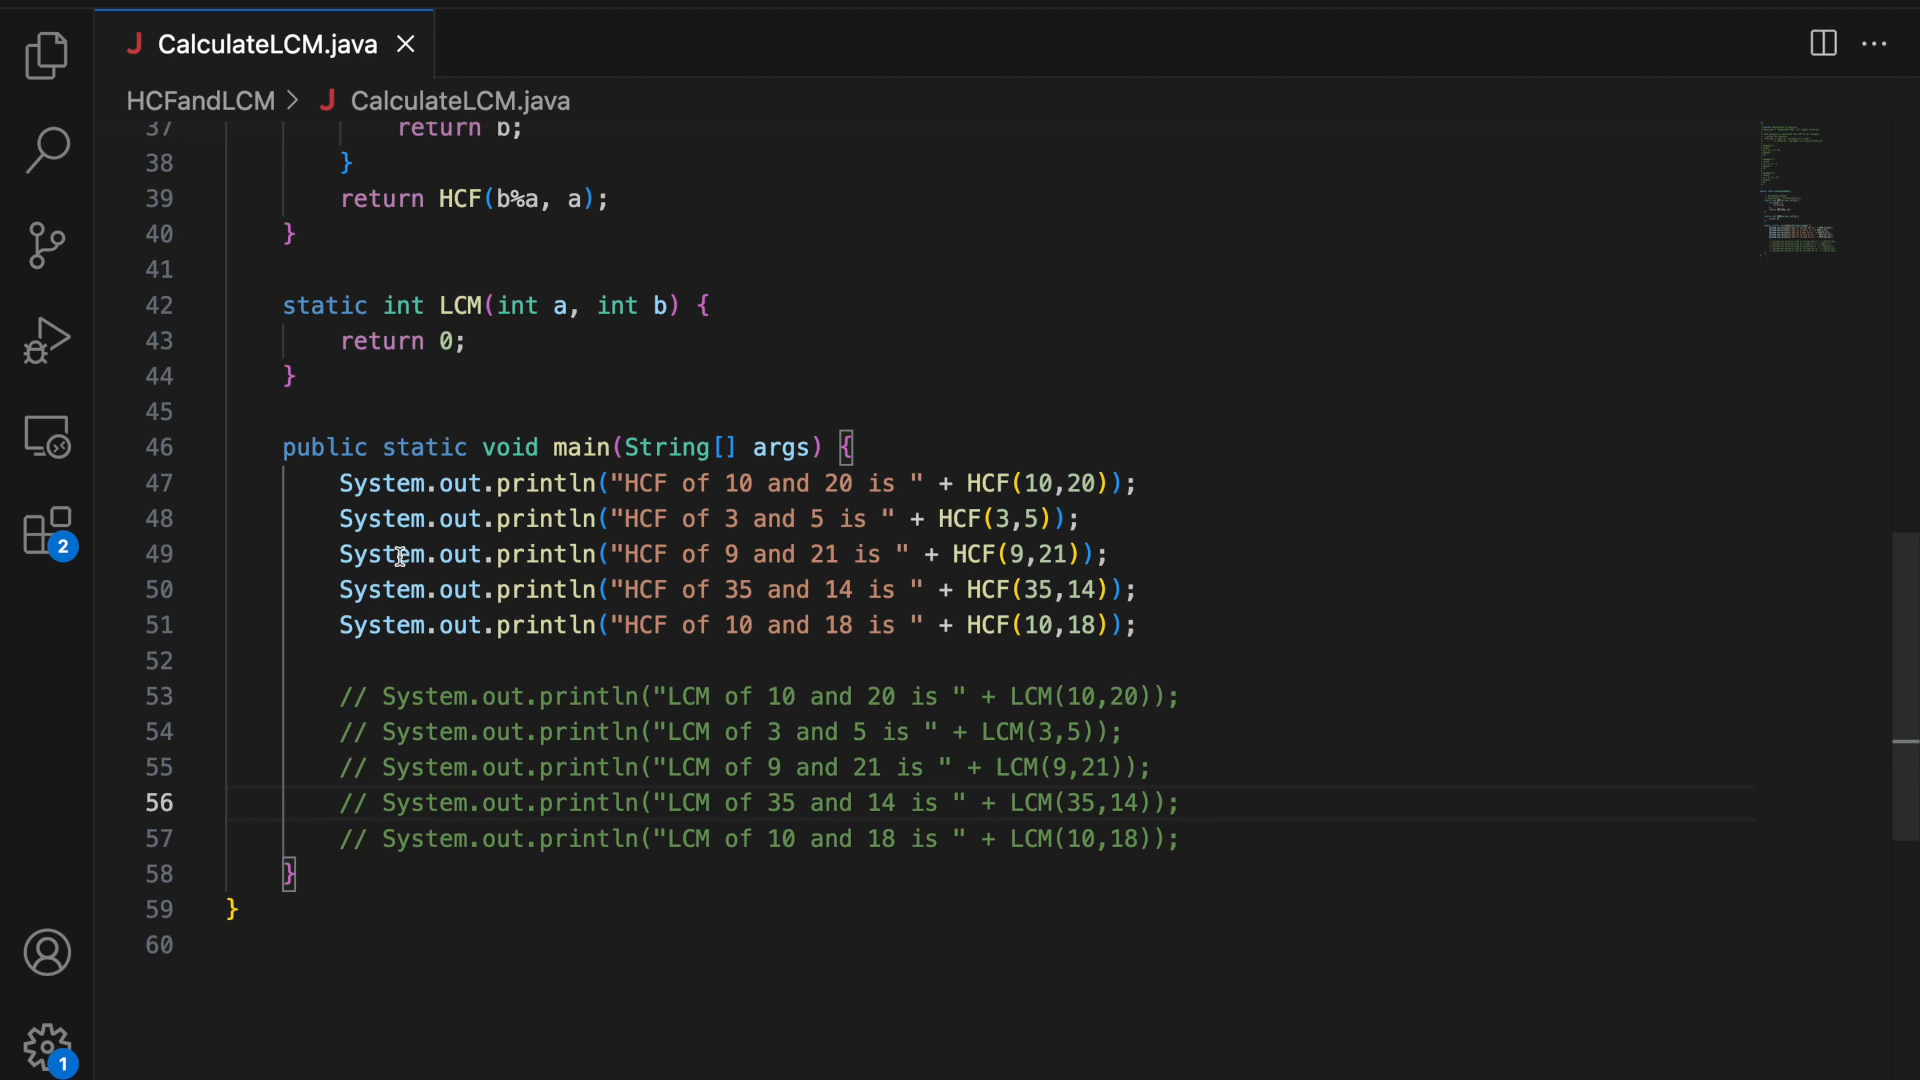 J CalculateLCM.java
HCFandLCM > J CalculateLCM.java
37 return b;
38 }
39 return HCF(b%a, a);
40 }
41
42 static int LCM(int a, int b) {
43 return 0;
44 }
45
46 public static void main(String[] args) {
47 System.out.println("HCF of 10 and 20 is " + HCF(10,20));
48 System.out.println("HCF of 3 and 5 is " + HCF(3,5));
49 System.out.println("HCF of 9 and 21 is " + HCF(9,21));
50 System.out.println("HCF of 35 and 14 is " + HCF(35,14));
51 System.out.println("HCF of 10 and 18 is " + HCF(10,18));
52
53 // System.out.println("LCM of 10 and 20 is " + LCM(10,20));
54 // System.out.println("LCM of 3 and 5 is " + LCM(3,5));
55 // System.out.println("LCM of 9 and 21 is " + LCM(9,21));
56 // System.out.println("LCM of 35 and 14 is " + LCM(35,14));
57 // System.out.println("LCM of 10 and 18 is " + LCM(10,18));
58 }
59 }
60
2
1